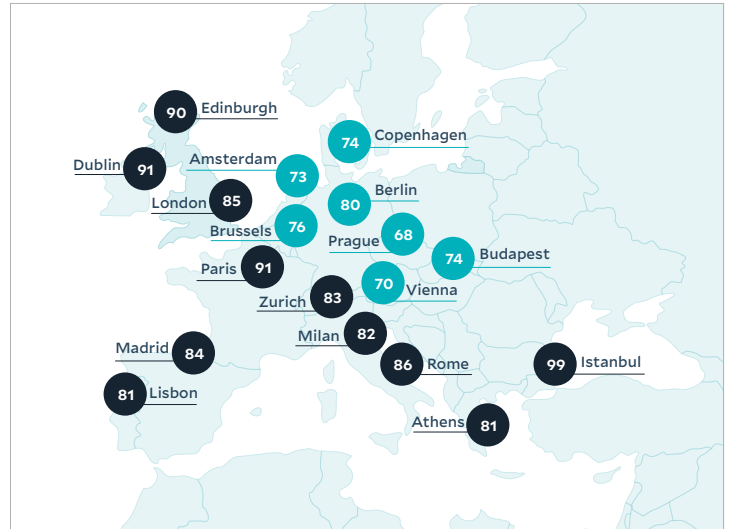 90 Edinburgh
74 Copenhagen
Dublin 91
Amsterdam 73
London 85
80 Berlin
Brussels 76
Prague 68
74 Budapest
Paris 91
70 Vienna
Zurich 83
Milan 82
Madrid 84
86 Rome
99 Istanbul
81 Lisbon
Athens 81